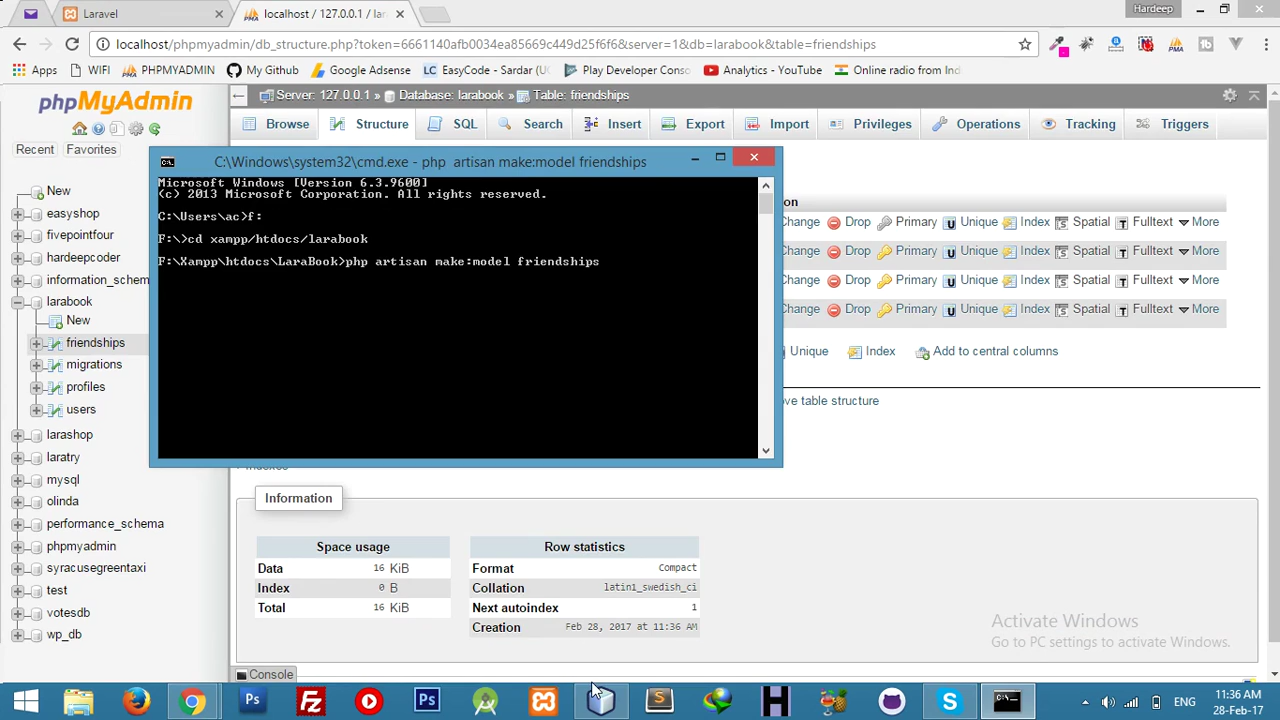 Laravel
localhost / 127.0.0.1 / lar
Hardeep
localhost/phpmyadmin/db_structure.php?token=6661140afb0034ea85669c449d25f6f6&server=1&db=larabook&table=friendships
Apps
WIFI
PHPMYADMIN
My Github
Google Adsense
EasyCode - Sardar (UC
Play Developer Conso
Analytics - YouTube
Online radio from Ind
phpMyAdmin
Recent
Favorites
New
easyshop
fivepointfour
hardeepcoder
information_schem
larabook
New
friendships
migrations
profiles
users
larashop
laratry
mysql
olinda
performance_schema
phpmyadmin
syracusegreentaxi
test
votesdb
wp_db
Server: 127.0.0.1 » Database: larabook » Table: friendships
Browse
Structure
SQL
Search
Insert
Export
Import
Privileges
Operations
Tracking
Triggers
C:\Windows\system32\cmd.exe - php artisan make:model friendships
Microsoft Windows [Version 6.3.9600]
(c) 2013 Microsoft Corporation. All rights reserved.
C:\Users\ac>f:
F:\>cd xampp/htdocs/larabook
F:\Xampp\htdocs\LaraBook>php artisan make:model friendships
on
Change Drop Primary Unique Index Spatial Fulltext More
Change Drop Primary Unique Index Spatial Fulltext More
Change Drop Primary Unique Index Spatial Fulltext More
Change Drop Primary Unique Index Spatial Fulltext More
Unique Index Add to central columns
ve table structure
Information
Space usage
Data 16 KiB
Index 0 B
Total 16 KiB
Row statistics
Format Compact
Collation latin1_swedish_ci
Next autoindex 1
Creation Feb 28, 2017 at 11:36 AM
Activate Windows
Go to PC settings to activate Windows.
Console
ENG
11:36 AM
28-Feb-17